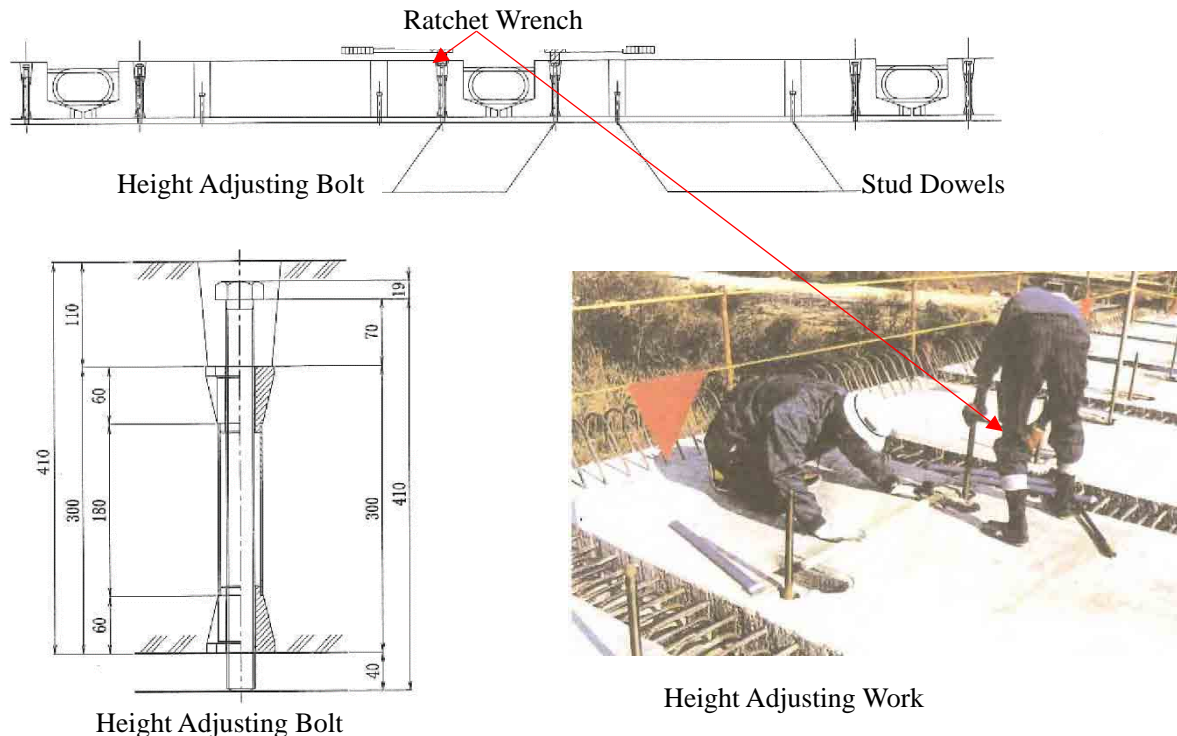 Ratchet Wrench
Height Adjusting Bolt
Stud Dowels
110
60
410
300
180
60
19
70
300
410
40
Height Adjusting Bolt
Height Adjusting Work